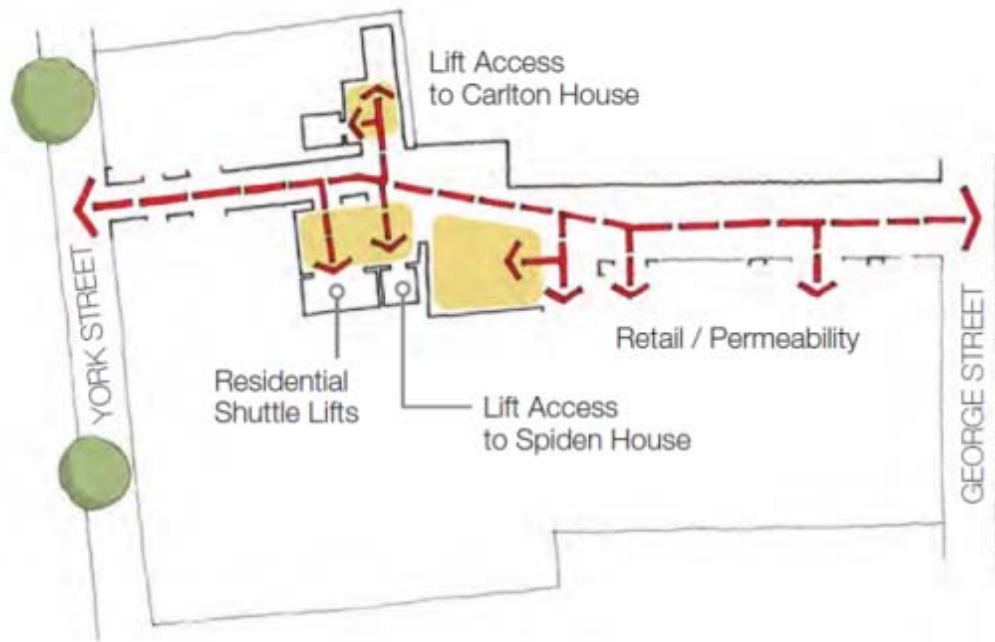 Lift Access
to Carlton House
YORK STREET
Residential
Shuttle Lifts
Lift Access
to Spiden House
Retail / Permeability
GEORGE STREET